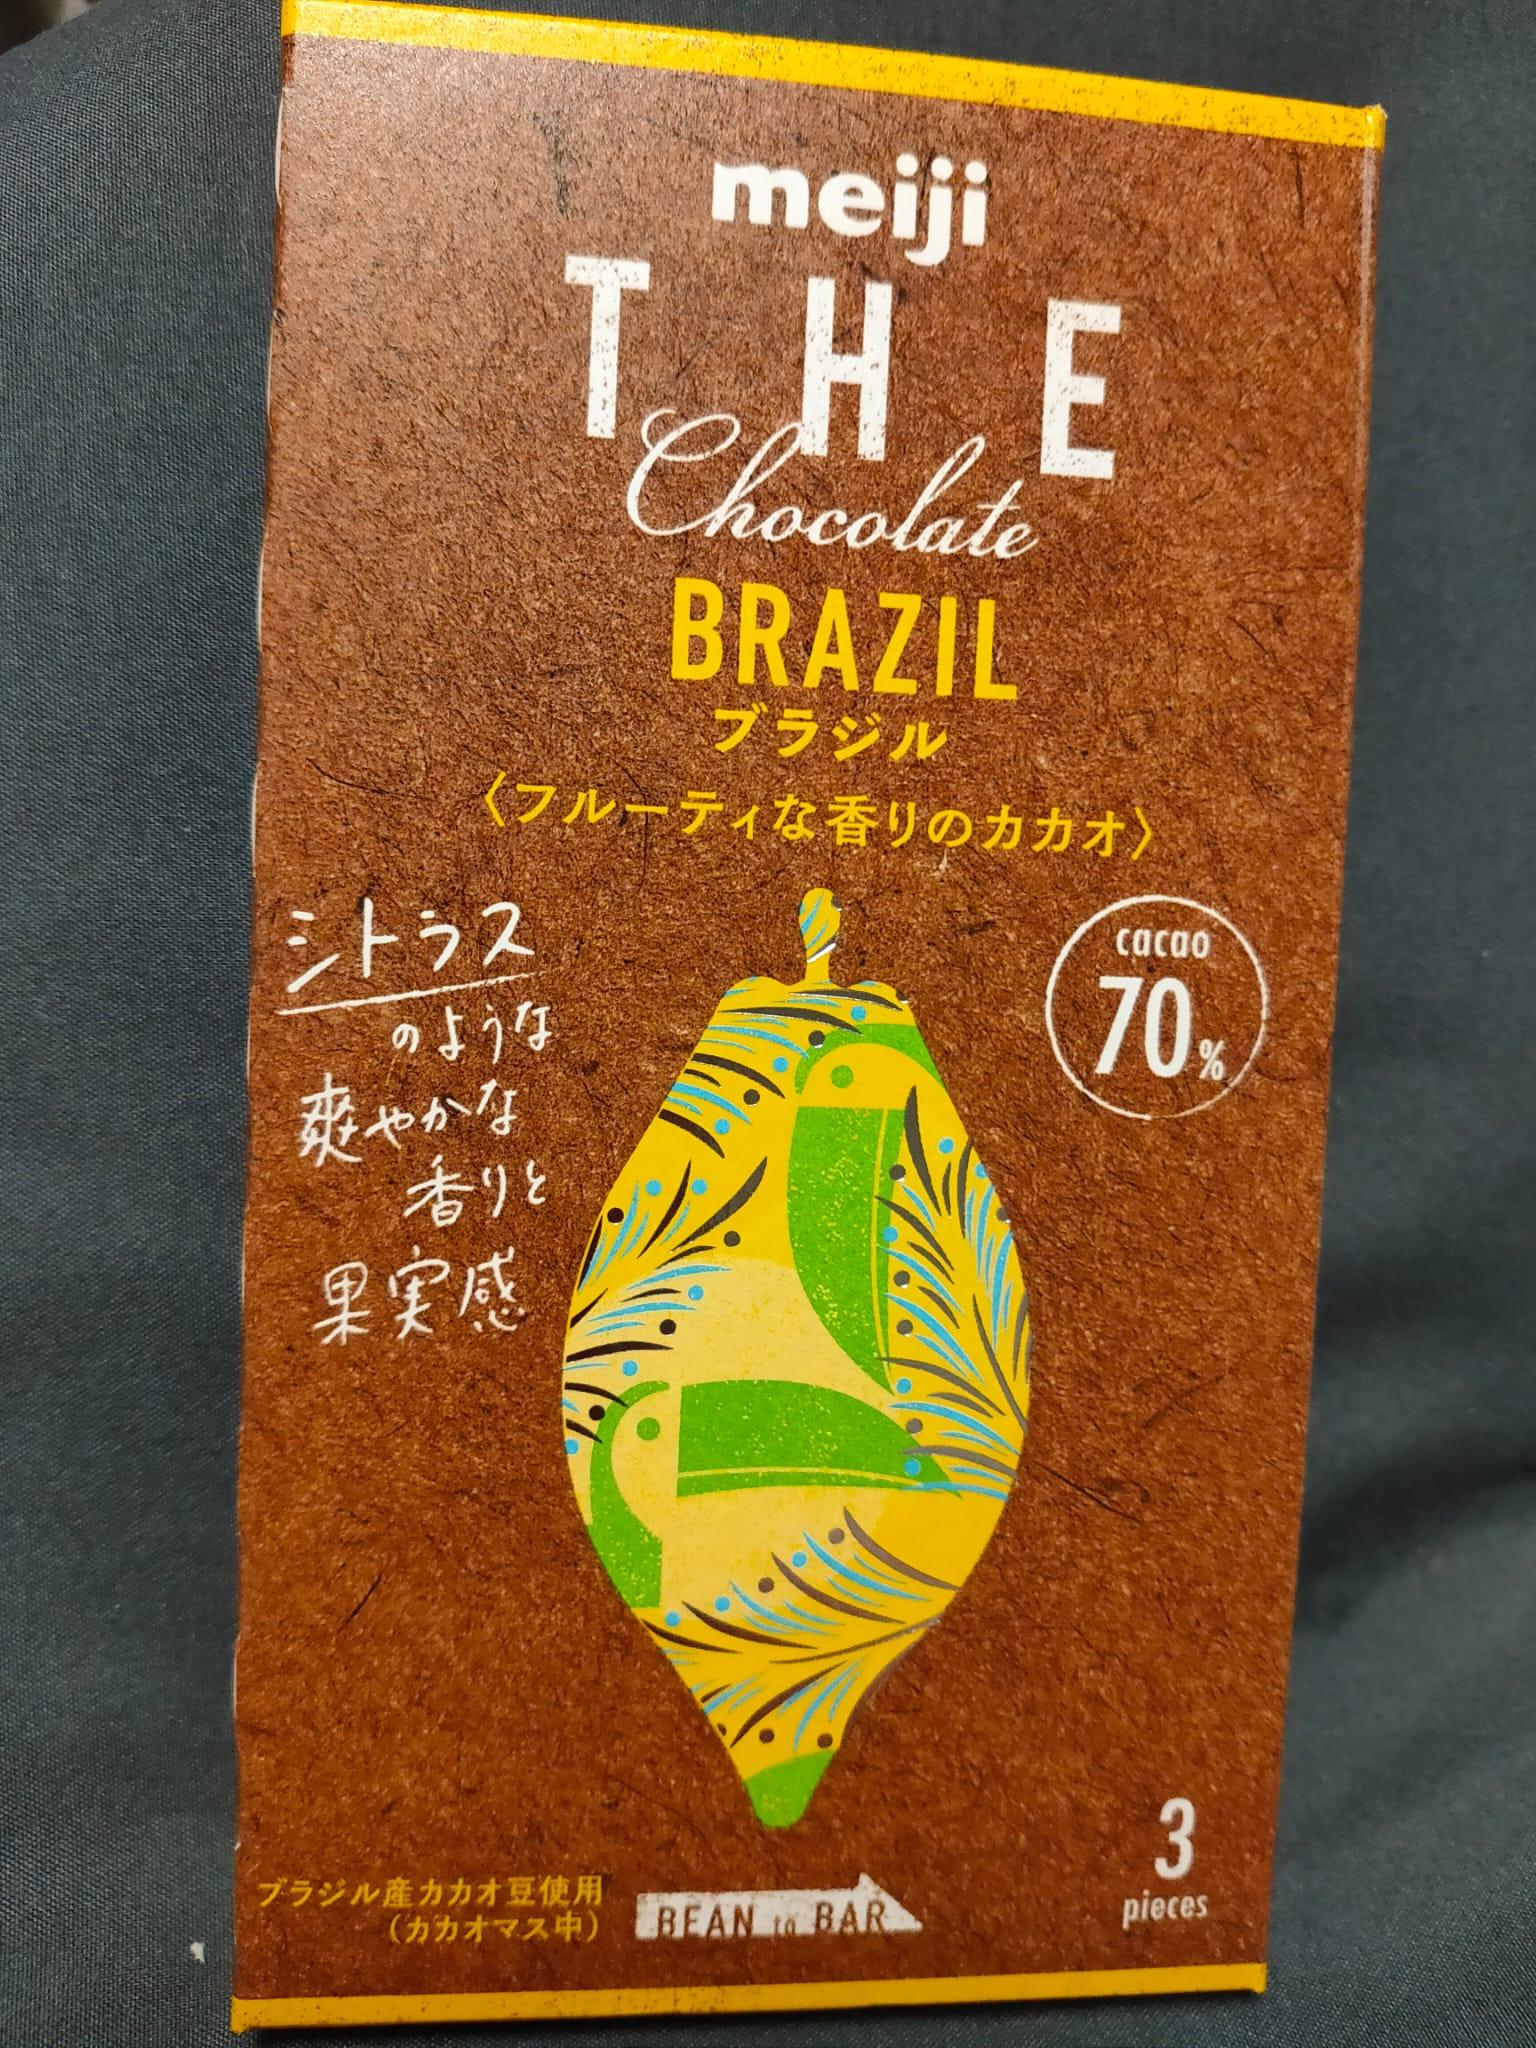 meiji
THE
Chocolate
BRAZIL
ブラジル
〈フルーティな香りのカカオ〉
シトラス
のような
爽やかな
香りと
果実感
cacao
70%
3
pieces
ブラジル産カカオ豆使用
（カカオマス中）
BEAN to BAR